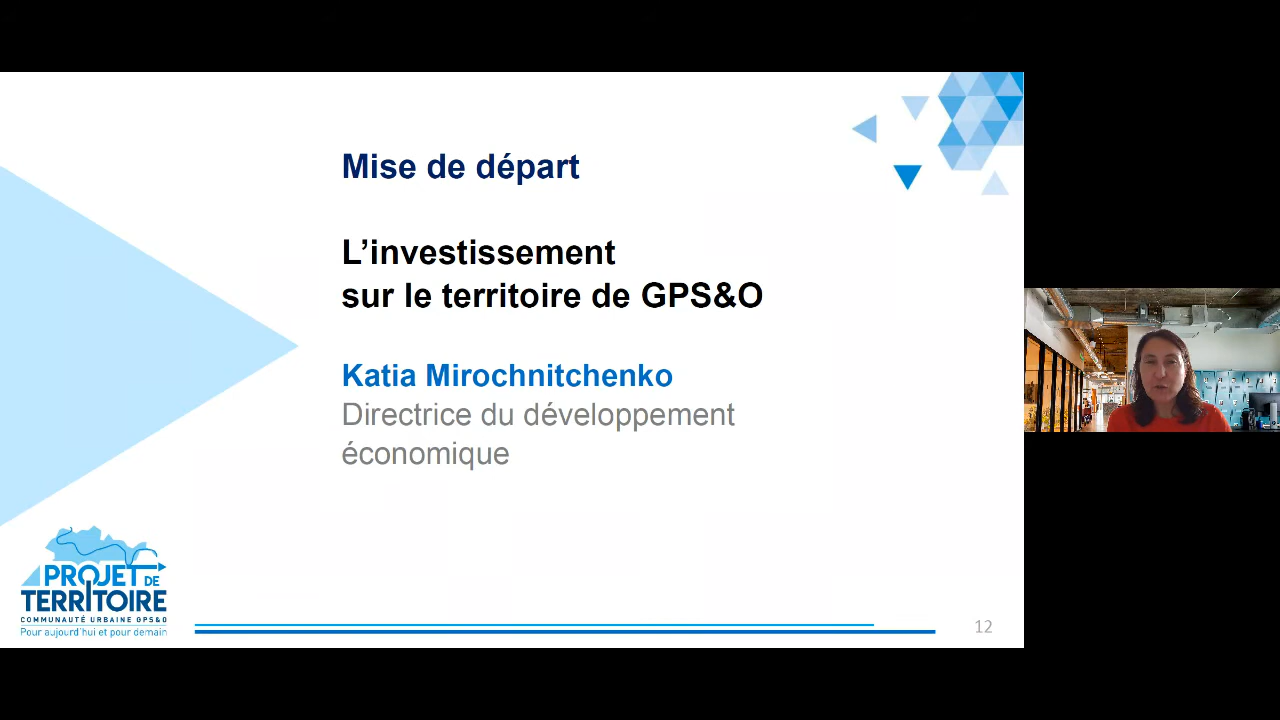 Mise de départ
L’investissement
sur le territoire de GPS&O
Katia Mirochnitchenko
Directrice du développement
économique
PROJET DE
TERRITOIRE
COMMUNAUTÉ URBAINE GPS&O
Pour aujourd'hui et pour demain
12